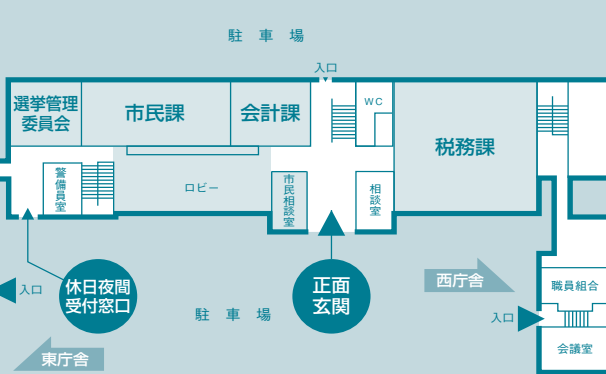 駐車場
入口
選挙管理
委員会
市民課
会計課
WC
税務課
警備員室
ロビー
市民相談室
相談室
休日夜間
受付窓口
正面
玄関
西庁舎
職員組合
入口
駐車場
入口
会議室
東庁舎